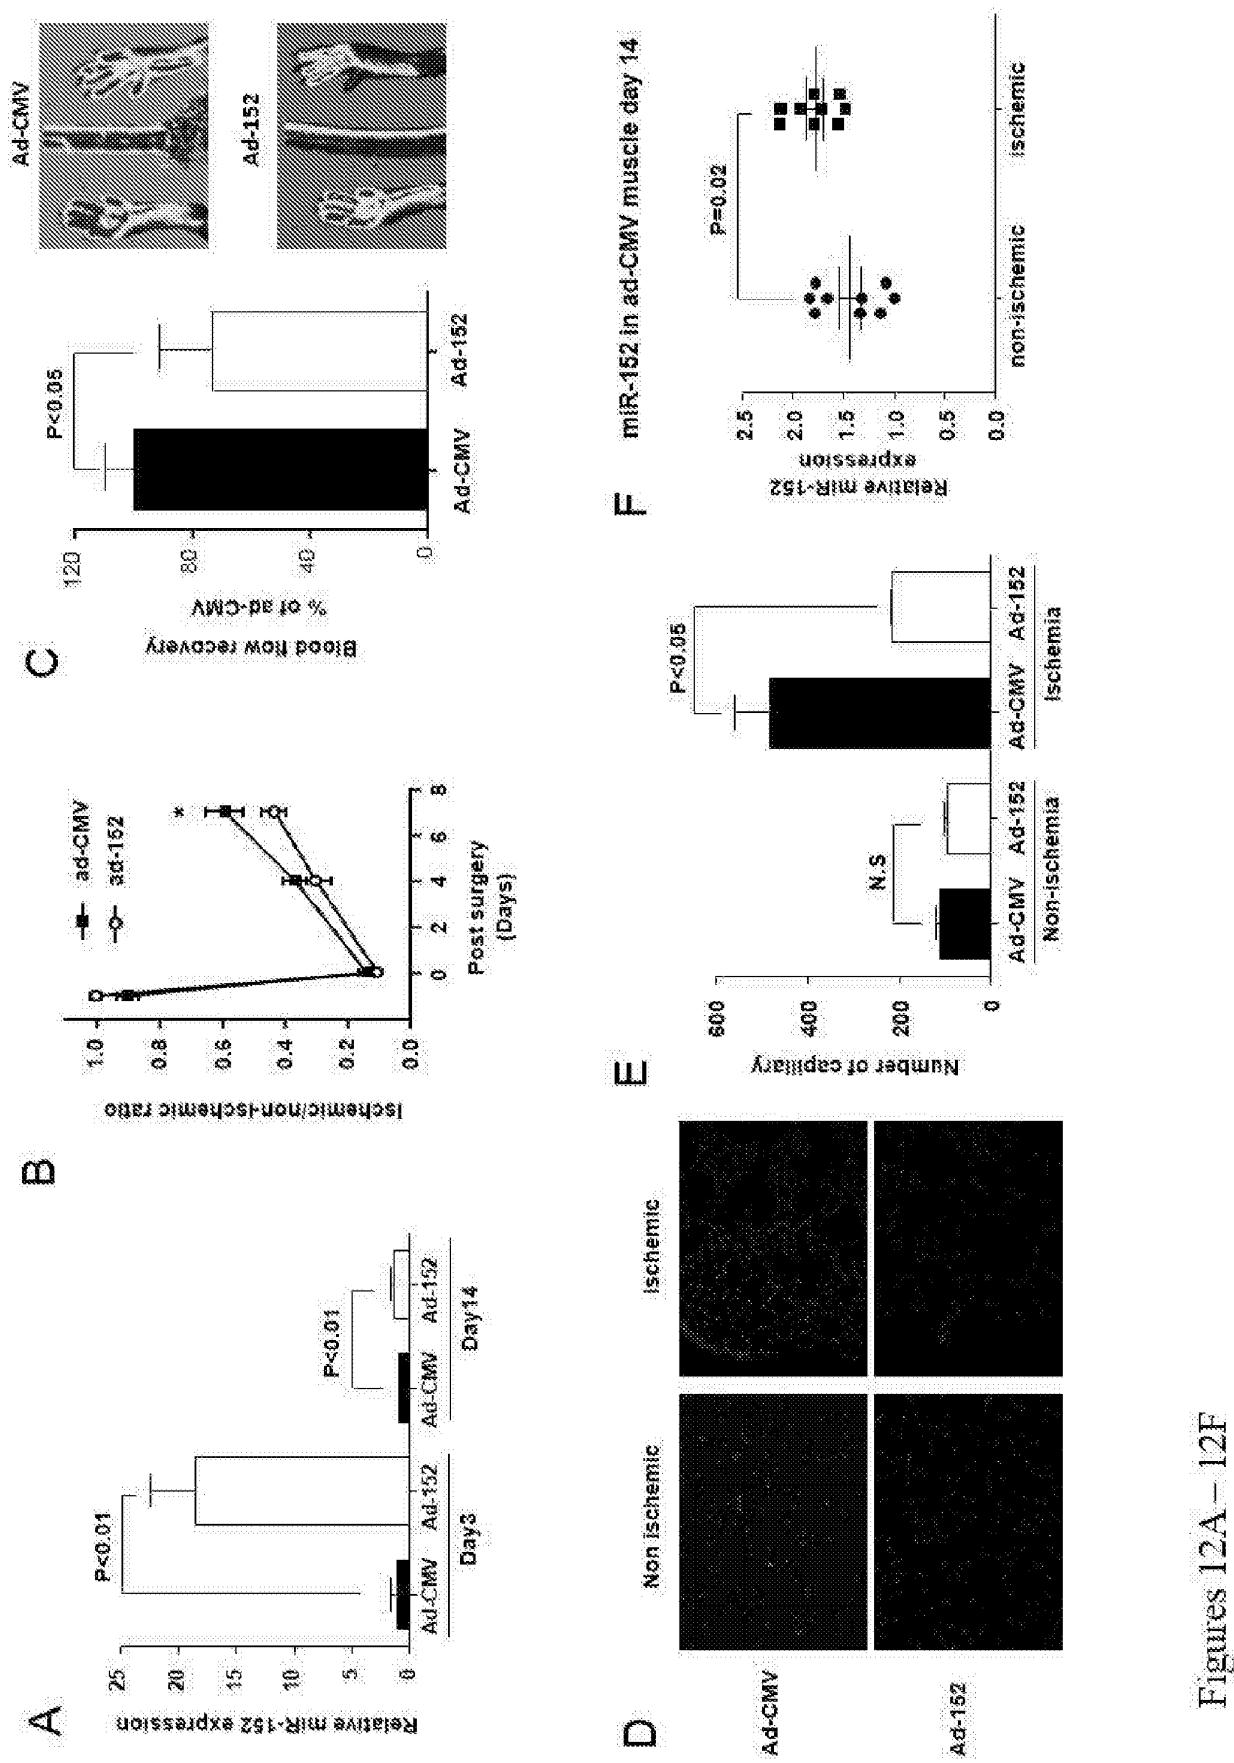 A
Relative miR-152 expression
25
20
15
10
5
0
P<0.01
P<0.01
Ad-CMV
Ad-152
Ad-CMV
Ad-152
Day3
Day14
B
Ischemic/non-ischemic ratio
1.0
0.8
0.6
0.4
0.2
0.0
ad-CMV
ad-152
*
0
2
4
6
8
Post surgery
(Days)
C
Blood flow recovery
% of ad-CMV
120
80
40
0
P<0.05
Ad-CMV
Ad-152
Ad-CMV
Ad-152
D
Non ischemic
Ischemic
Ad-CMV
Ad-152
E
Number of capillary
600
400
200
0
N.S
P<0.05
Ad-CMV
Ad-152
Ad-CMV
Ad-152
Non-ischemia
Ischemia
F
miR-152 in ad-CMV muscle day 14
Relative miR-152
expression
2.5
2.0
1.5
1.0
0.5
0.0
P=0.02
non-ischemic
ischemic
Figures 12A – 12F